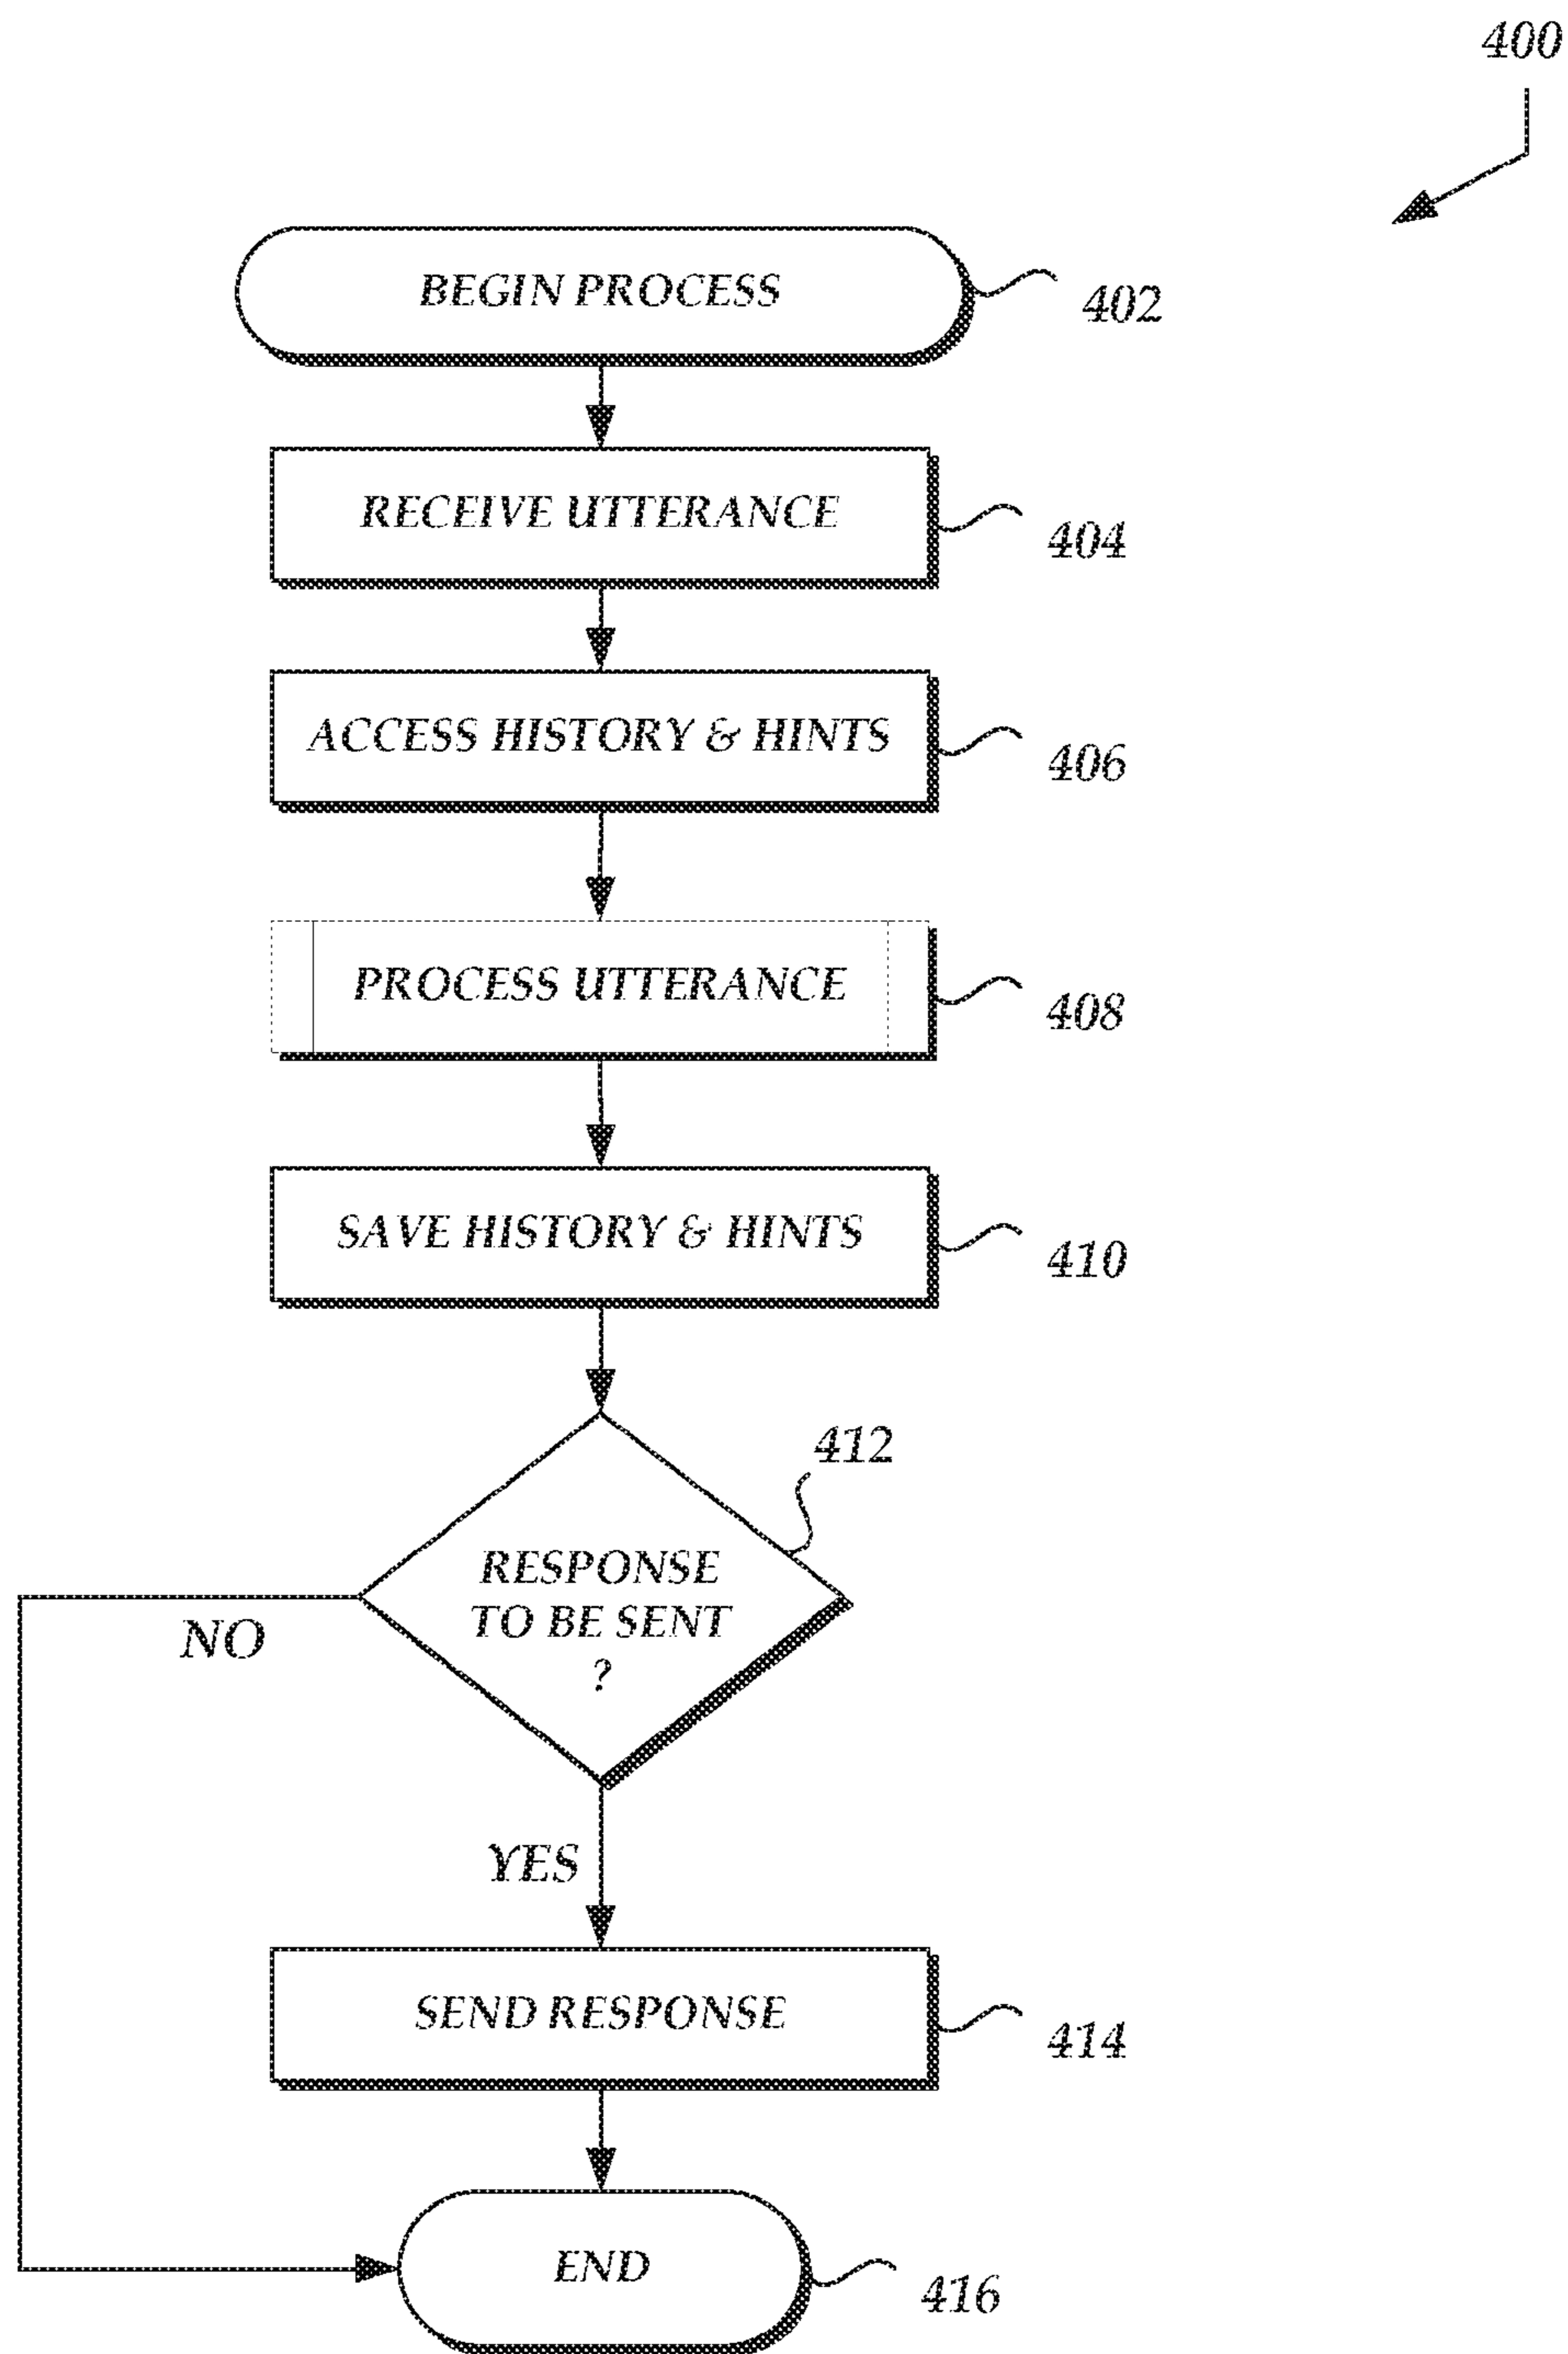 400
BEGIN PROCESS
402
RECEIVE UTTERANCE
404
ACCESS HISTORY & HINTS
406
PROCESS UTTERANCE
408
SAVE HISTORY & HINTS
410
412
RESPONSE
TO BE SENT
?
NO
YES
SEND RESPONSE
414
END
416